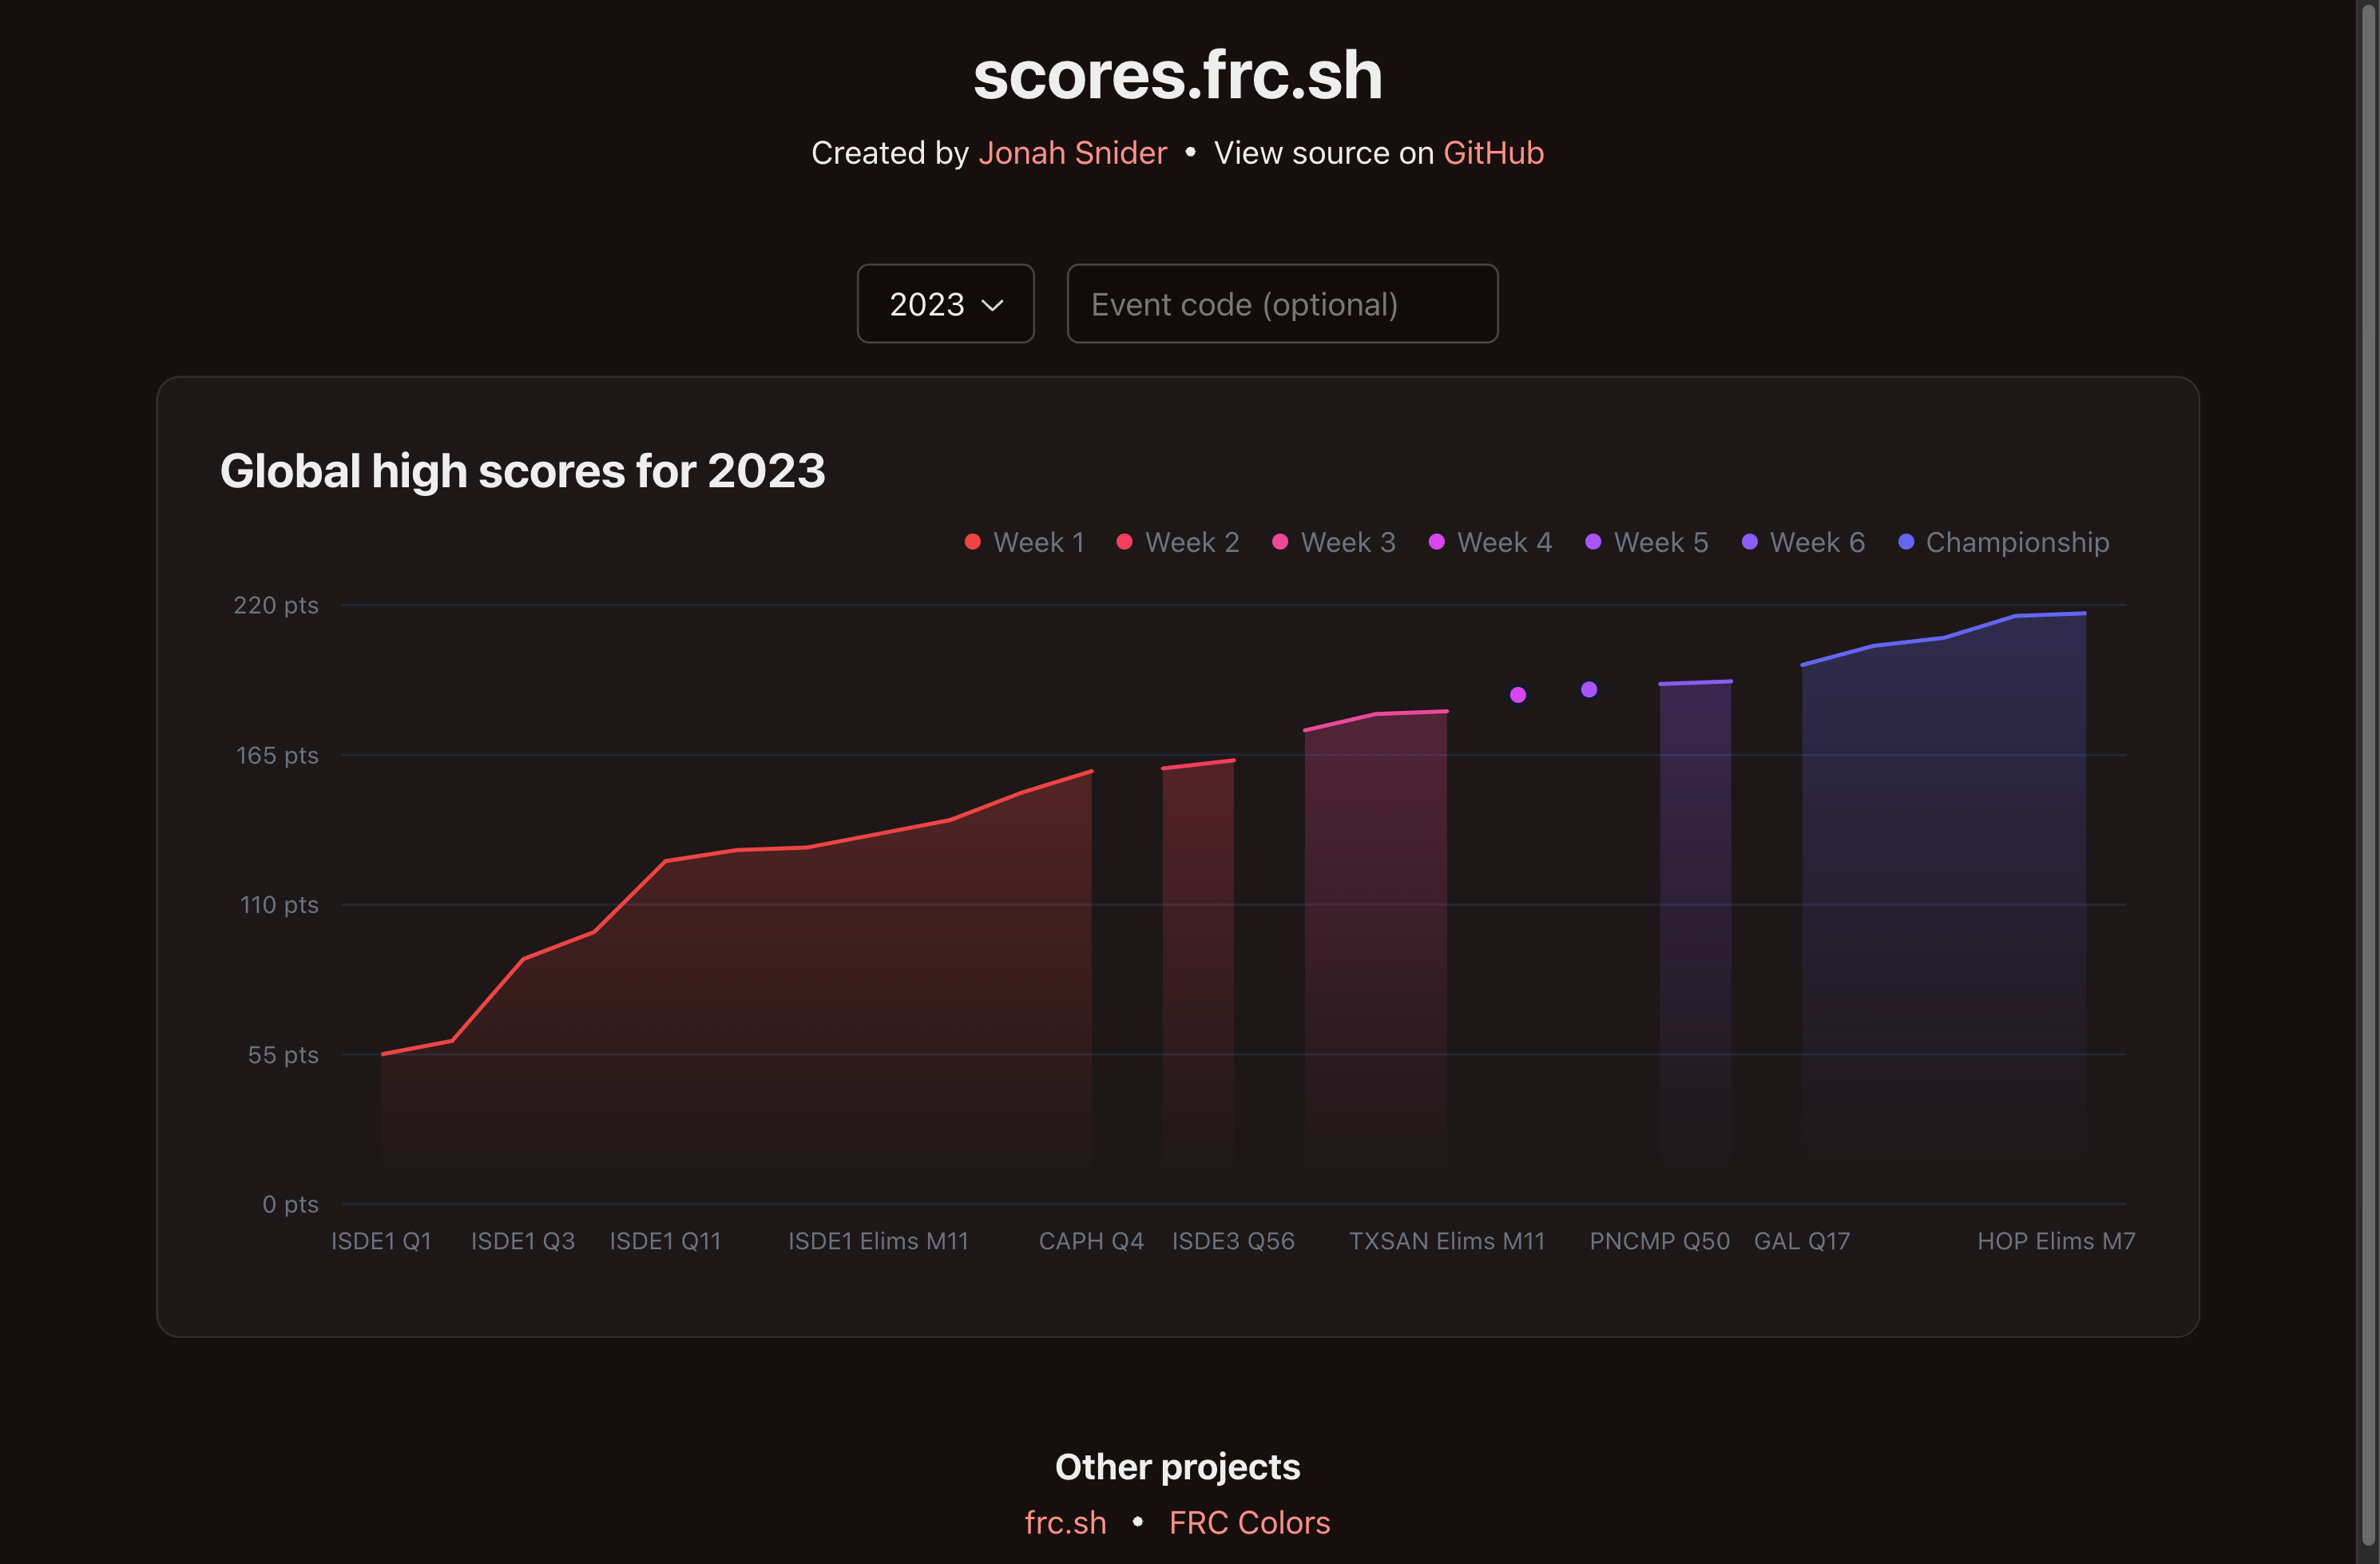 scores.frc.sh
Created by Jonah Snider • View source on GitHub
2023
Event code (optional)
Global high scores for 2023
Week 1 Week 2 Week 3 Week 4 Week 5 Week 6 Championship
220 pts
165 pts
110 pts
55 pts
0 pts
ISDE1 Q1 ISDE1 Q3 ISDE1 Q11 ISDE1 Elims M11 CAPH Q4 ISDE3 Q56 TXSAN Elims M11 PNCMP Q50 GAL Q17 HOP Elims M7
Other projects
frc.sh • FRC Colors